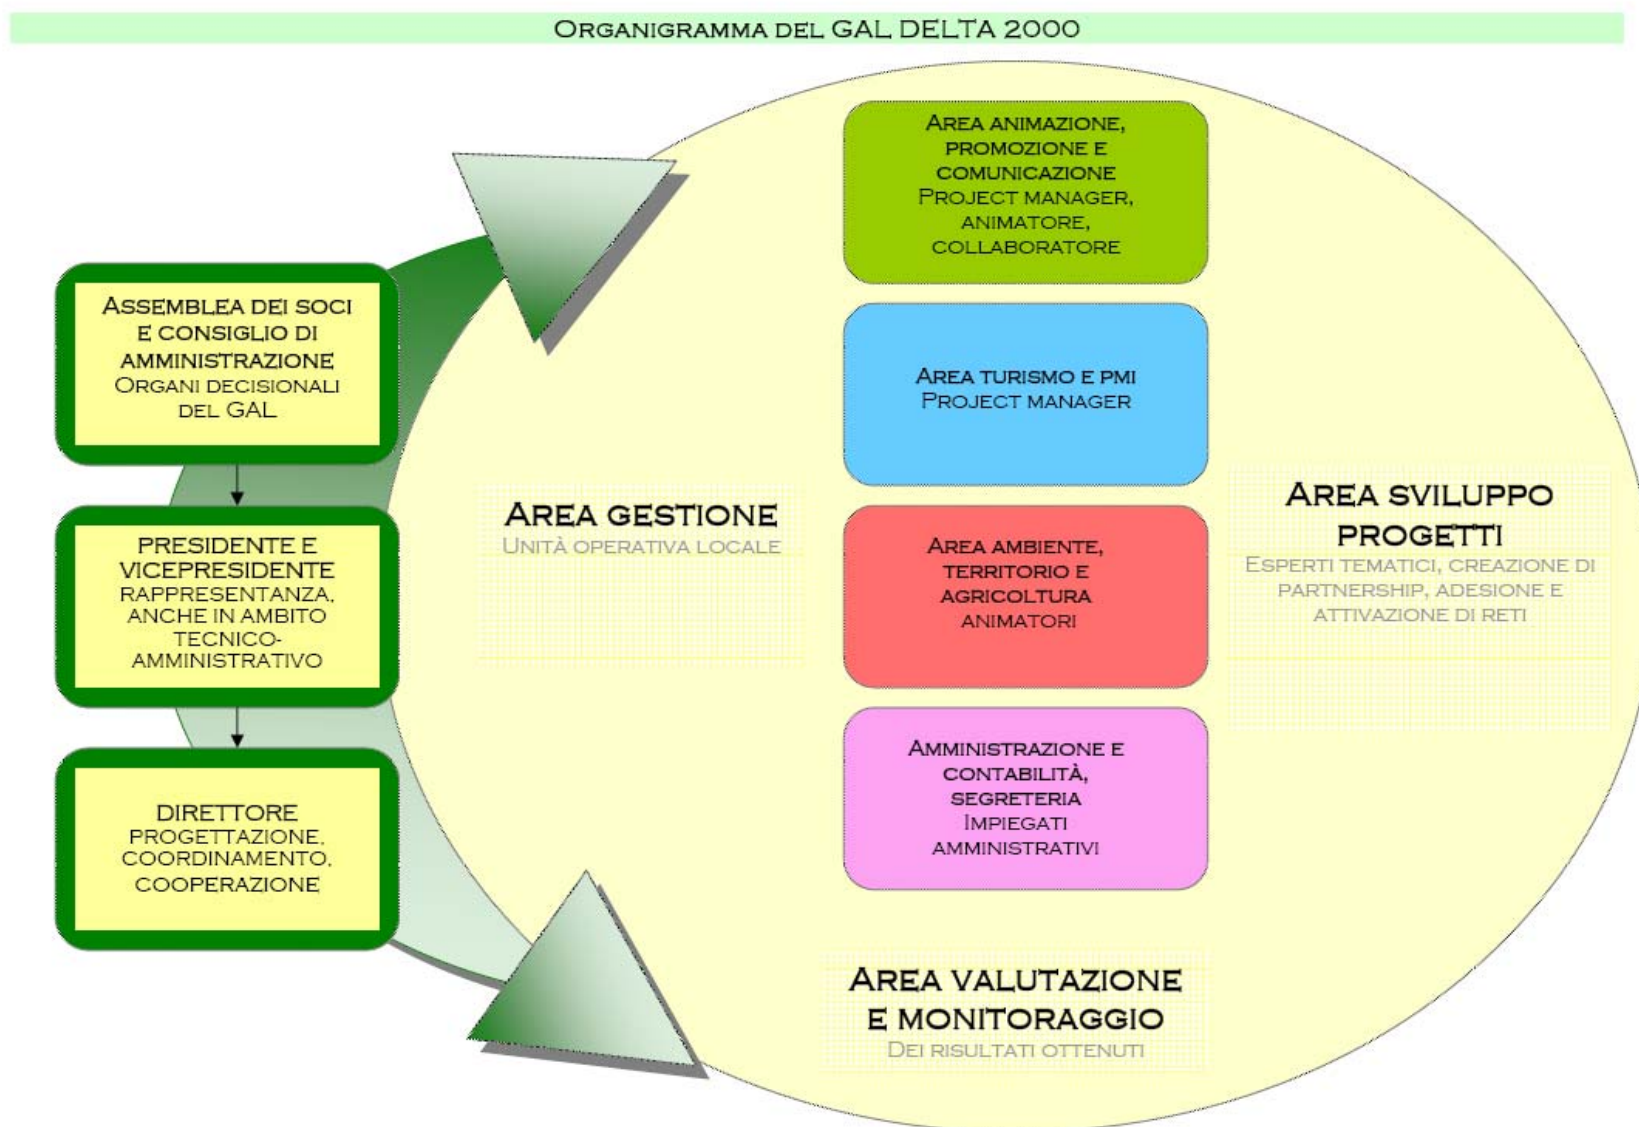 ORGANIGRAMMA DEL GAL DELTA 2000
ASSEMBLEA DEI SOCI
E CONSIGLIO DI
AMMINISTRAZIONE
ORGANI DECISIONALI
DEL GAL
PRESIDENTE E
VICEPRESIDENTE
RAPPRESENTANZA,
ANCHE IN AMBITO
TECNICO-
AMMINISTRATIVO
DIRETTORE
PROGETTAZIONE,
COORDINAMENTO,
COOPERAZIONE
AREA GESTIONE
UNITÀ OPERATIVA LOCALE
AREA ANIMAZIONE,
PROMOZIONE E
COMUNICAZIONE
PROJECT MANAGER,
ANIMATORE,
COLLABORATORE
AREA TURISMO E PMI
PROJECT MANAGER
AREA AMBIENTE,
TERRITORIO E
AGRICOLTURA
ANIMATORI
AMMINISTRAZIONE E
CONTABILITÀ,
SEGRETERIA
IMPIEGATI
AMMINISTRATIVI
AREA SVILUPPO
PROGETTI
ESPERTI TEMATICI, CREAZIONE DI
PARTNERSHIP, ADESIONE E
ATTIVAZIONE DI RETI
AREA VALUTAZIONE
E MONITORAGGIO
DEI RISULTATI OTTENUTI